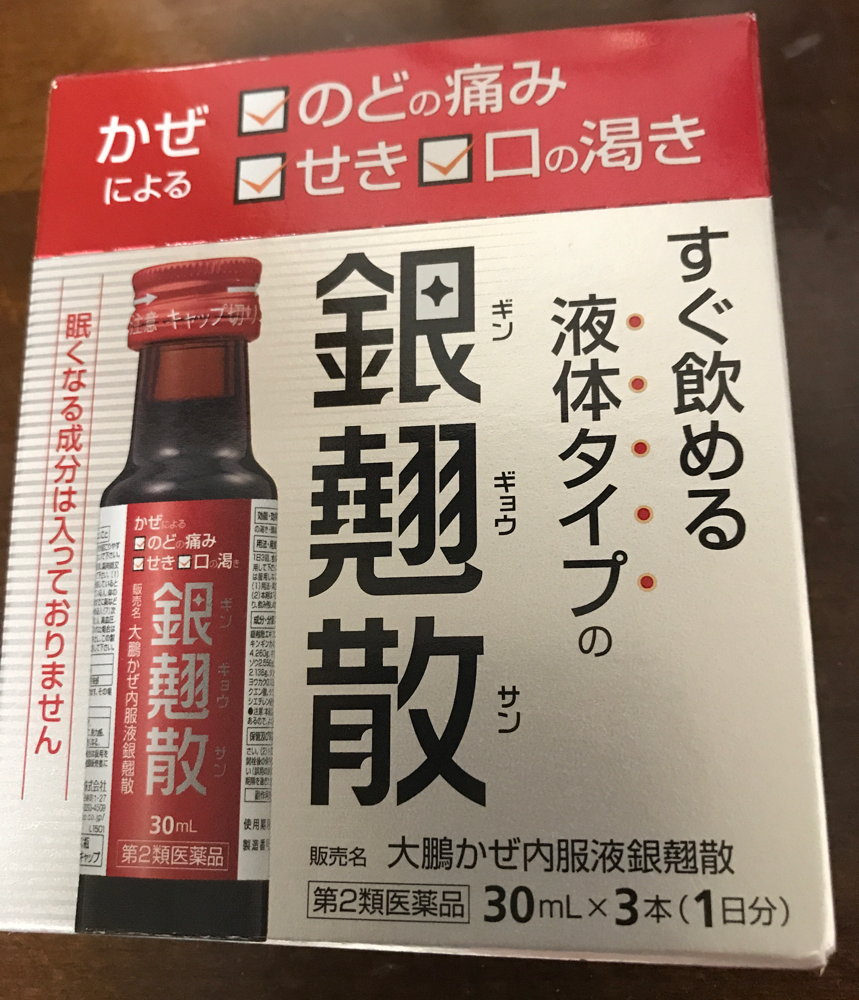 かぜ
による
のどの痛み
せき 口の渇き
すぐ飲める
液体タイプの
銀翹散
ギン
ギョウ
サン
眠くなる成分は入っておりません
注意 キャップ切り
かぜによる
のどの痛み
せき 口の渇き
銀翹散
ギン
ギョウ
サン
販売名 大鵬かぜ内服液銀翹散
30mL
第2類医薬品
販売名 大鵬かぜ内服液銀翹散
第2類医薬品 30mL×3本(1日分)